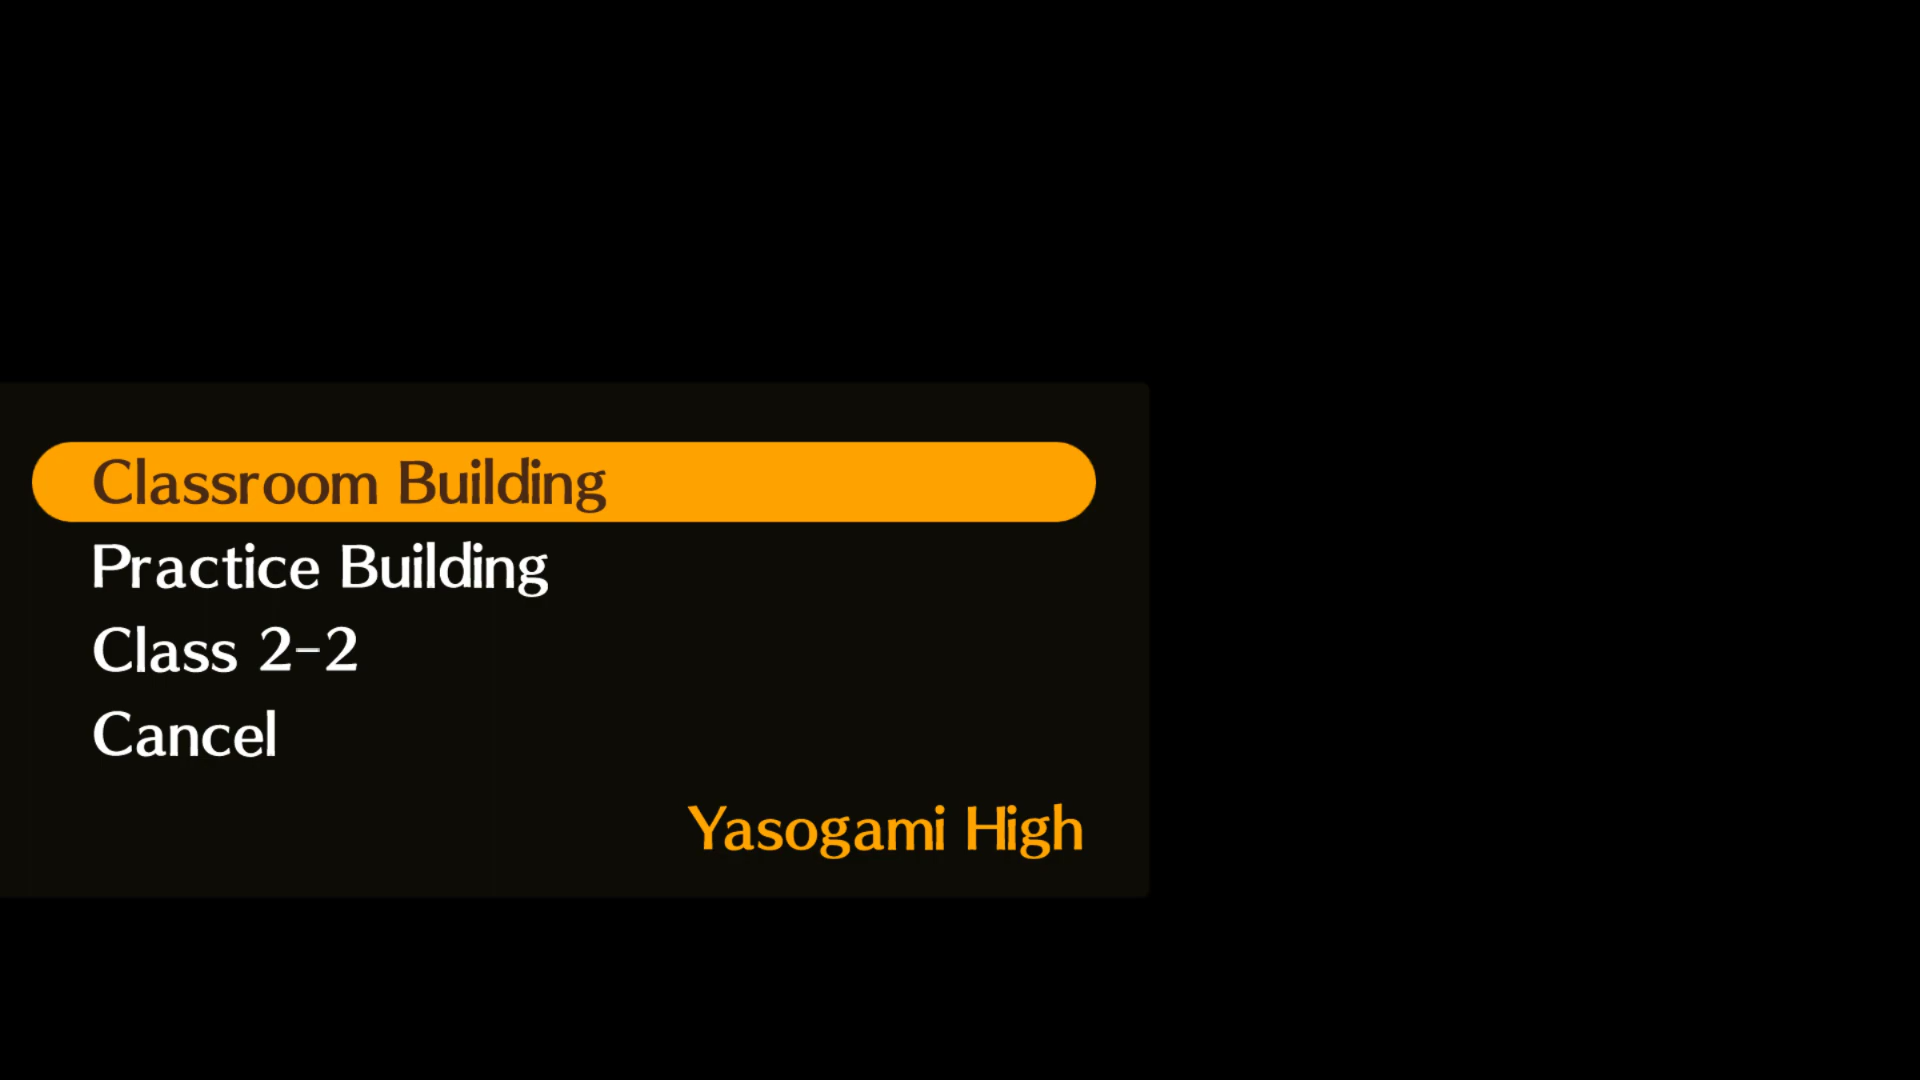 Classroom Building
Practice Building
Class 2-2
Cancel
Yasogami High